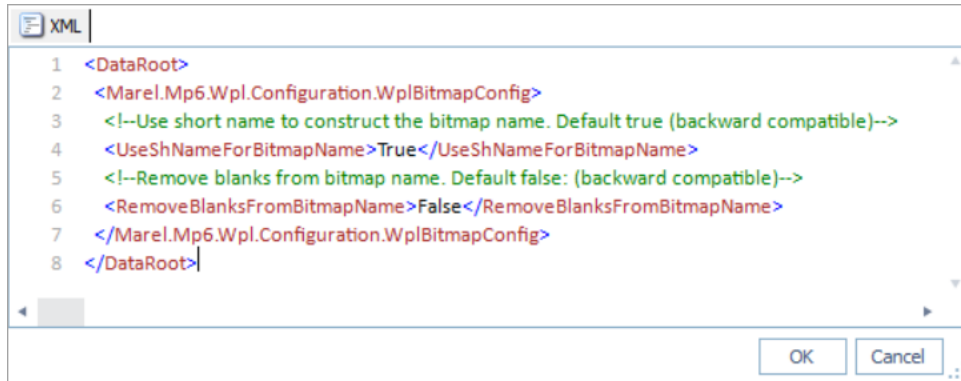 XML
1 <DataRoot>
2 <Marel.Mp6.Wpl.Configuration.WplBitmapConfig>
3 <!--Use short name to construct the bitmap name. Default true (backward compatible)-->
4 <UseShNameForBitmapName>True</UseShNameForBitmapName>
5 <!--Remove blanks from bitmap name. Default false: (backward compatible)-->
6 <RemoveBlanksFromBitmapName>False</RemoveBlanksFromBitmapName>
7 </Marel.Mp6.Wpl.Configuration.WplBitmapConfig>
8 </DataRoot>
OK Cancel